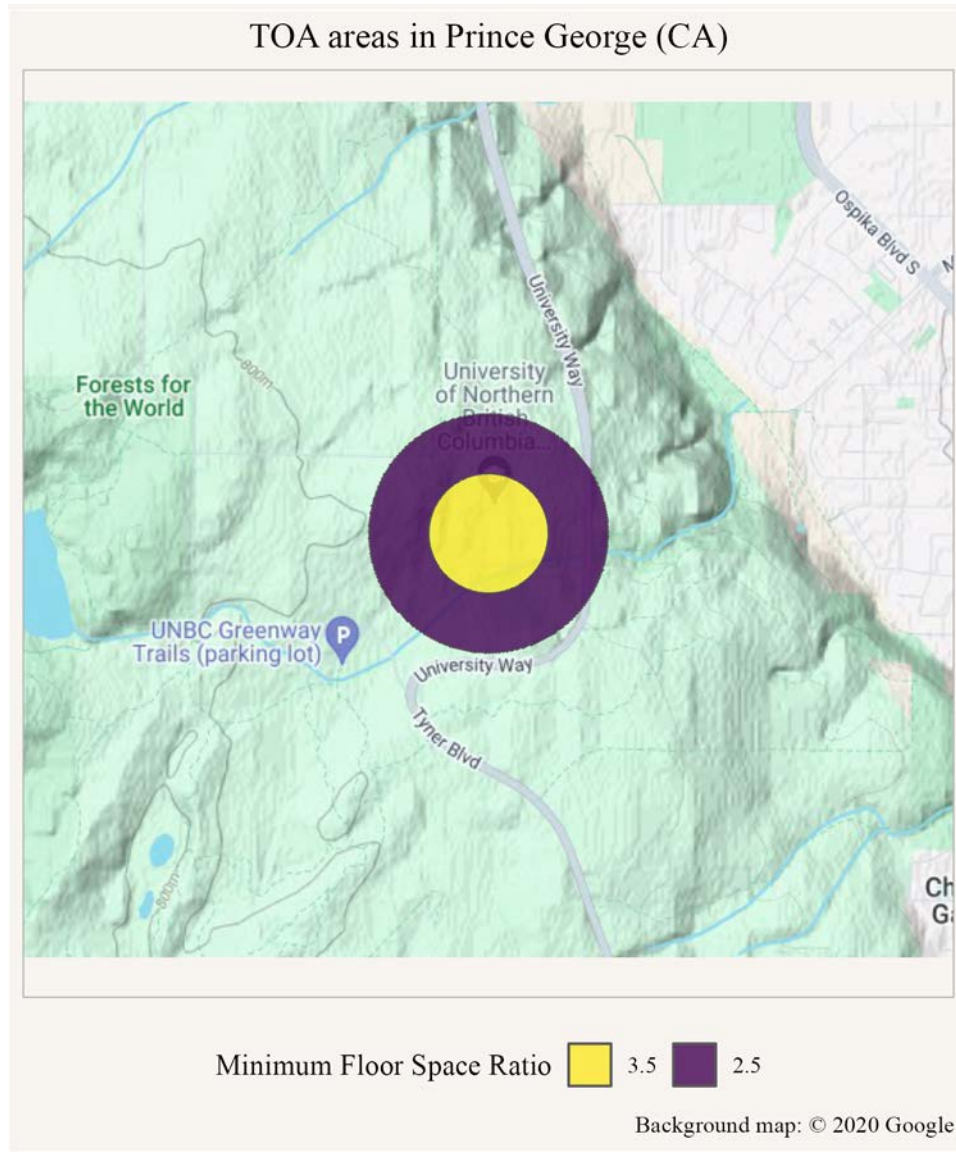 TOA areas in Prince George (CA)
Ospika Blvd S
University Way
800m
University
of Northern
British
Columbia...
Forests for
the World
UNBC Greenway
Trails (parking lot)
P
University Way
Tyner Blvd
800m
Ch
Ga
Minimum Floor Space Ratio 3.5 2.5
Background map: © 2020 Google